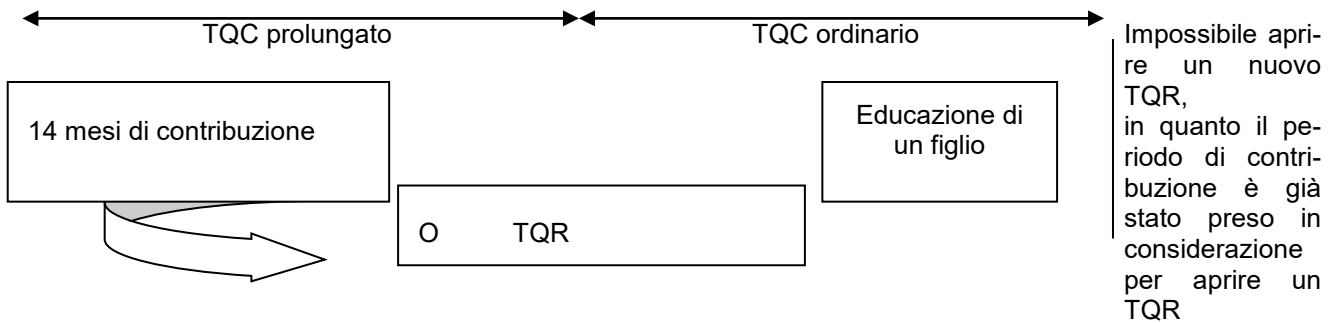 TQC prolungato
TQC ordinario
14 mesi di contribuzione
O TQR
Educazione di
un figlio
Impossibile apri-
re un nuovo
TQR,
in quanto il pe-
riodo di contri-
buzione è già
stato preso in
considerazione
per aprire un
TQR